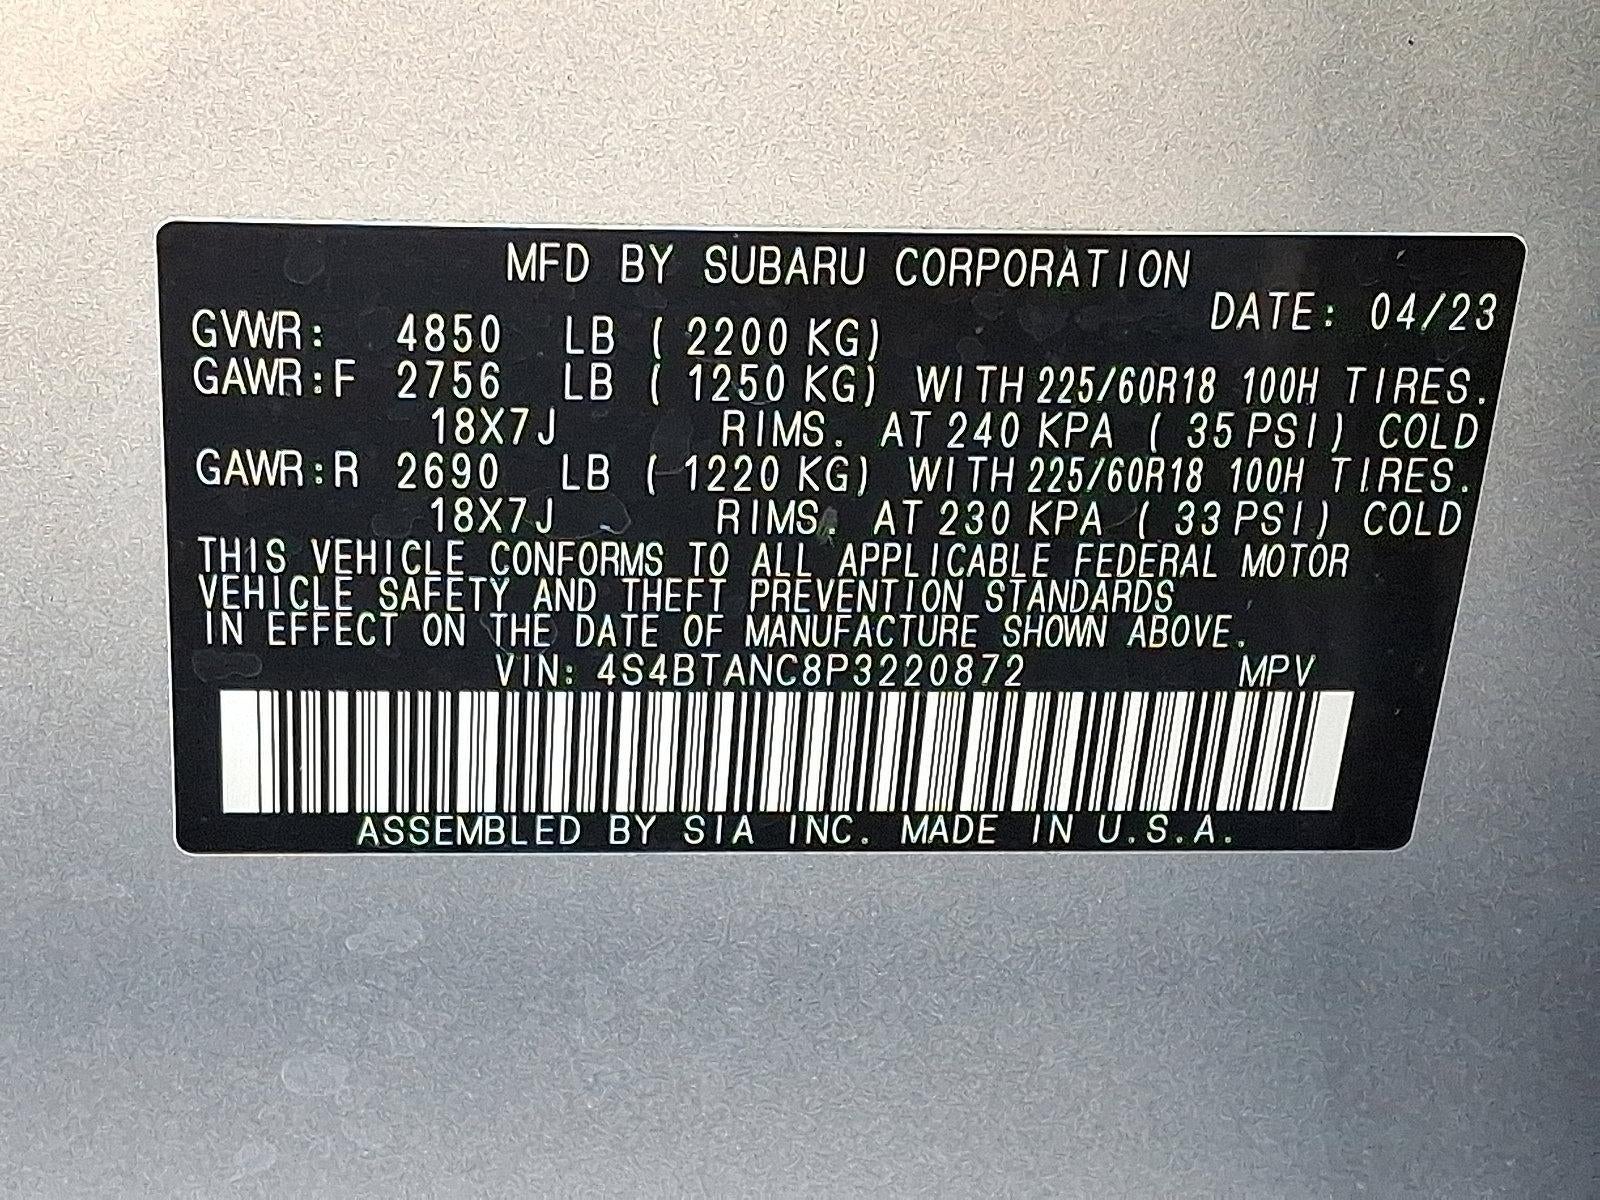 MFD BY SUBARU CORPORATION
DATE: 04/23
GVWR: 4850 LB ( 2200 KG)
GAWR:F 2756 LB ( 1250 KG) WITH 225/60R18 100H TIRES.
18X7J RIMS. AT 240 KPA ( 35 PSI) COLD
GAWR:R 2690 LB ( 1220 KG) WITH 225/60R18 100H TIRES.
18X7J RIMS. AT 230 KPA ( 33 PSI) COLD
THIS VEHICLE CONFORMS TO ALL APPLICABLE FEDERAL MOTOR
VEHICLE SAFETY AND THEFT PREVENTION STANDARDS
IN EFFECT ON THE DATE OF MANUFACTURE SHOWN ABOVE.
VIN: 4S4BTANC8P3220872 MPV
ASSEMBLED BY SIA INC. MADE IN U.S.A.